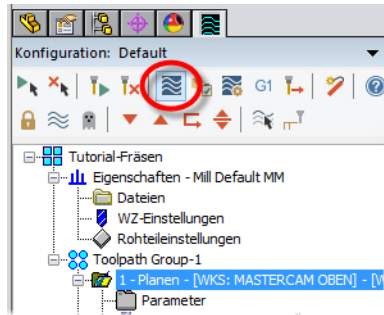 Konfiguration: Default
G1
Tutorial-Fräsen
Eigenschaften - Mill Default MM
Dateien
WZ-Einstellungen
Rohteileinstellungen
Toolpath Group-1
1 - Planen - [WKS: MASTERCAM OBEN] - [W
Parameter